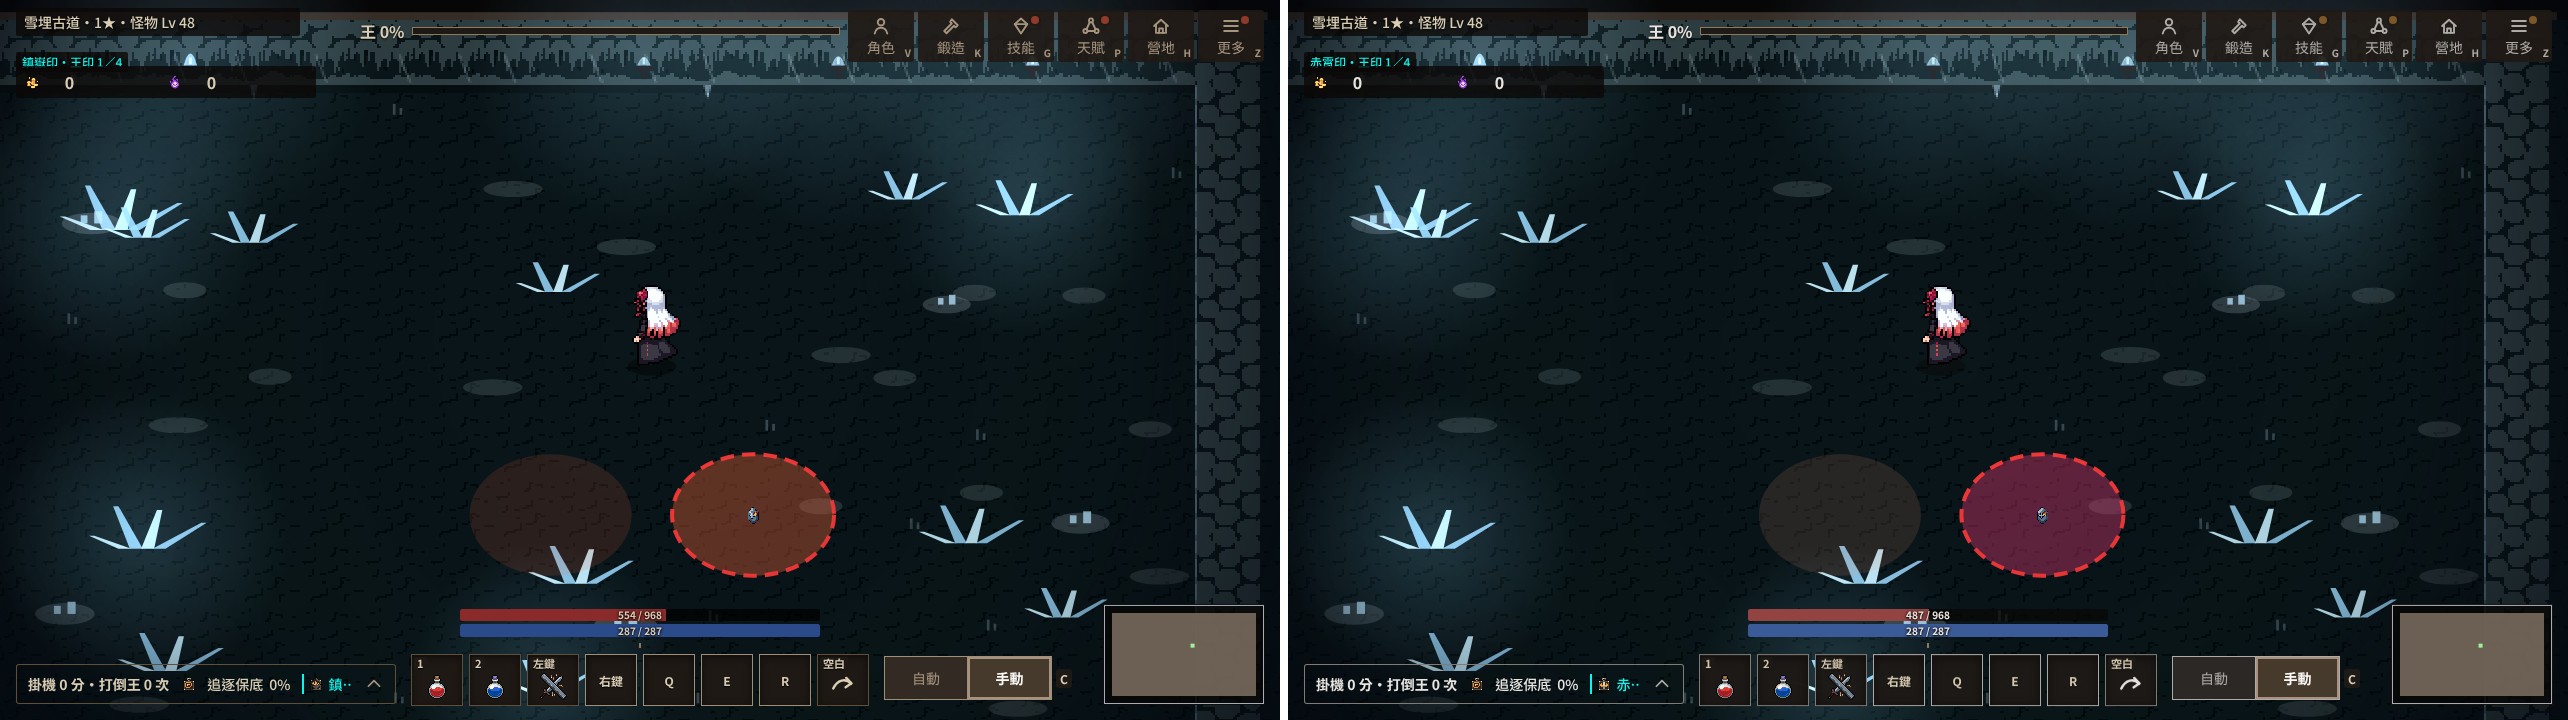 雪埋古道・1★・怪物 Lv 48
王 0%
角色 V
鍛造 K
技能 G
天賦 P
營地 H
更多 Z
鎮嶽印・王印 1／4
0
0
554 / 968
287 / 287
掛機 0 分・打倒王 0 次
追逐保底 0%
鎮··
1
2
左鍵
右鍵
Q
E
R
空白
自動
手動
C
雪埋古道・1★・怪物 Lv 48
王 0%
角色 V
鍛造 K
技能 G
天賦 P
營地 H
更多 Z
赤霄印・王印 1／4
0
0
487 / 968
287 / 287
掛機 0 分・打倒王 0 次
追逐保底 0%
赤··
1
2
左鍵
右鍵
Q
E
R
空白
自動
手動
C